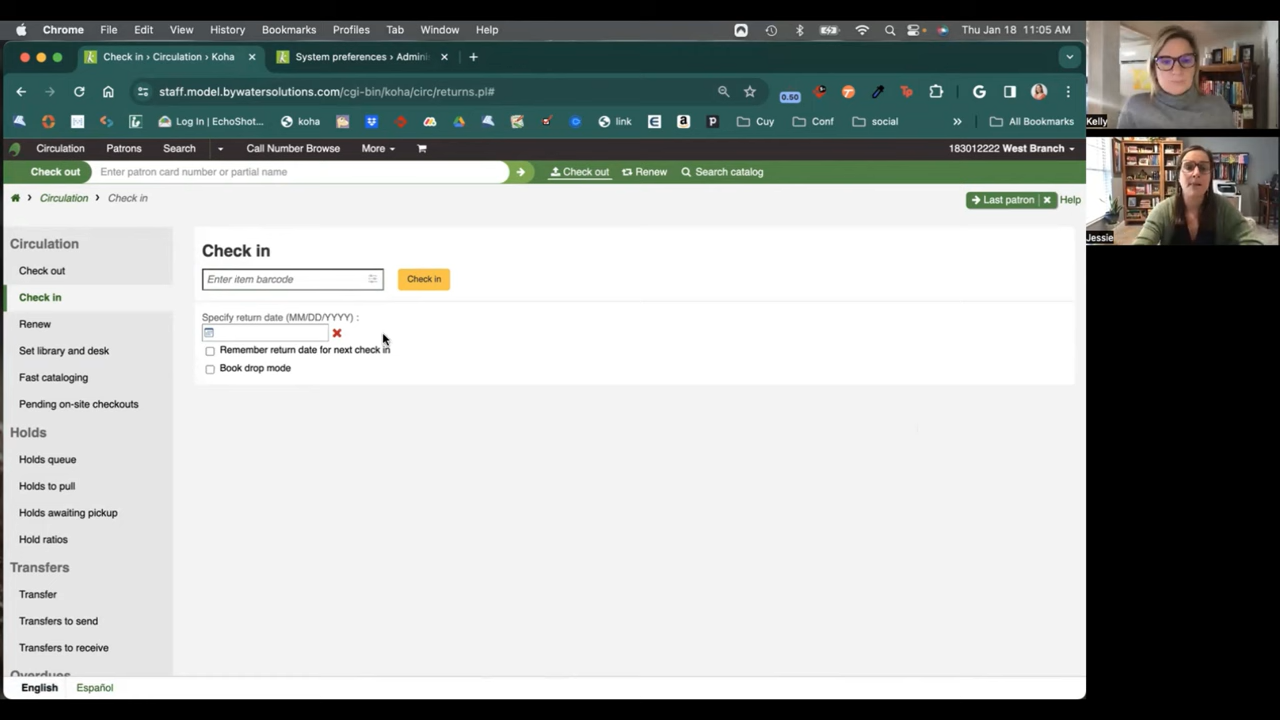 Chrome File Edit View History Bookmarks Profiles Tab Window Help Thu Jan 18 11:05 AM
Check in › Circulation › Koha
System preferences › Admini
staff.model.bywatersolutions.com/cgi-bin/koha/circ/returns.pl#
0.50
Log In | EchoShot... koha link Cuy Conf social » All Bookmarks
Circulation Patrons Search Call Number Browse More 183012222 West Branch
Check out Enter patron card number or partial name Check out Renew Search catalog
Circulation Check in
Last patron Help
Circulation
Check out
Check in
Renew
Set library and desk
Fast cataloging
Pending on-site checkouts
Holds
Holds queue
Holds to pull
Holds awaiting pickup
Hold ratios
Transfers
Transfer
Transfers to send
Transfers to receive
Overdues
English Español
Check in
Enter item barcode Check in
Specify return date (MM/DD/YYYY) :
Remember return date for next check in
Book drop mode
Kelly
Jessie